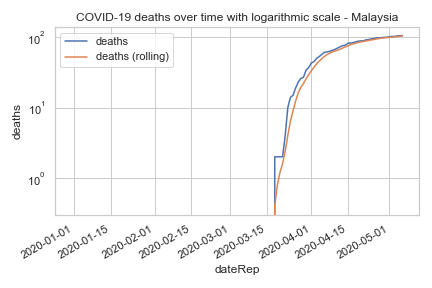 COVID-19 deaths over time with logarithmic scale - Malaysia
deaths
deaths (rolling)
10²
10¹
10⁰
deaths
2020-01-01
2020-01-15
2020-02-01
2020-02-15
2020-03-01
2020-03-15
2020-04-01
2020-04-15
2020-05-01
dateRep